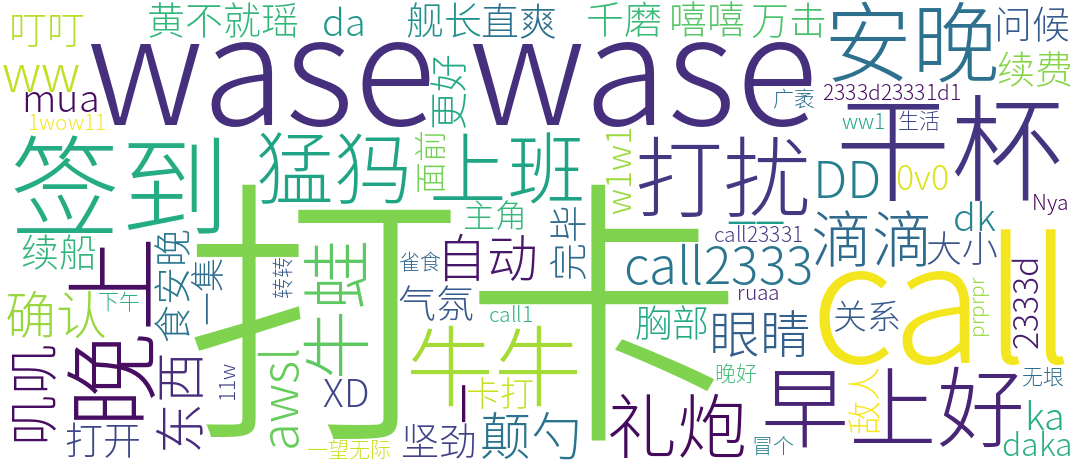 叮叮
黄不就瑶
da
舰长直爽
千磨
嘻嘻
万击
安晚
问候
ww
wase wase
更好
续费
mua
广袤
2333d23331d1
1wow11
ww1
生活
干杯
签到
猛犸
上班
面前
w1w1
打扰
DD
0v0
Nya
主角
dk
续船
晚上
食安晚
一集
转转
牛蛙
雀食
自动
完毕
call23331
滴滴
大小
call2333
ruaa
下午
打卡
气氛
call1
胸部
眼睛
关系
call
prprpr
2333d
确认
叽叽
东西
11w
awsl
XD
牛牛
卡打
晚好
早上好
敌人
无垠
打开
一望无际
坚劲
颠勺
礼炮
冒个
ka
daka